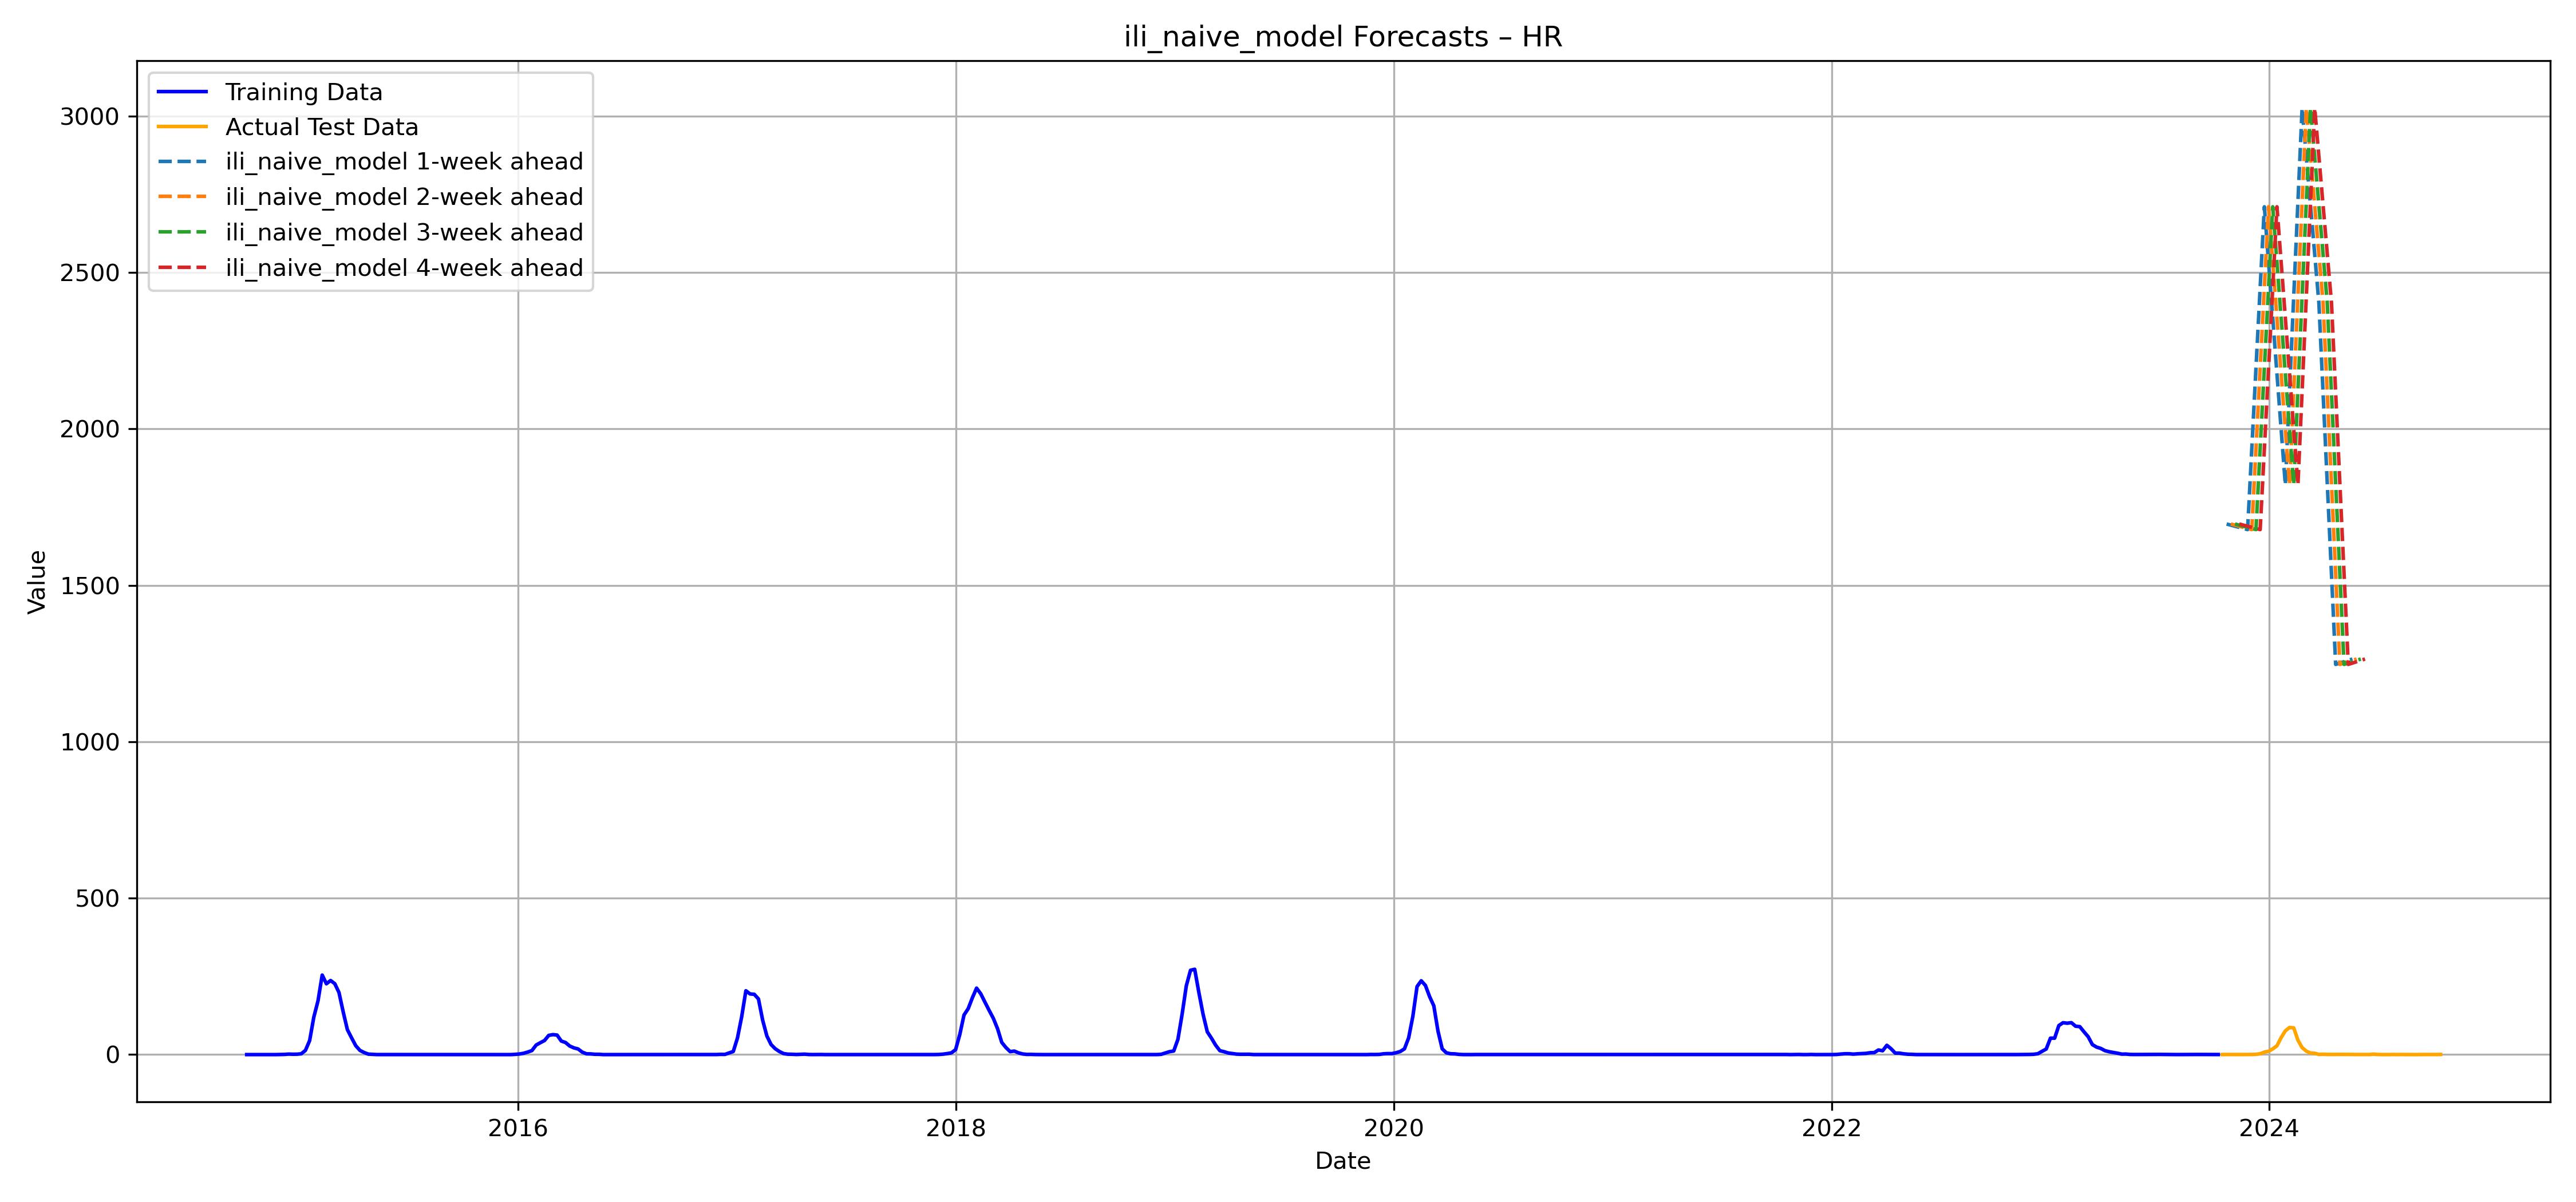 ili_naive_model Forecasts – HR
Training Data
Actual Test Data
ili_naive_model 1-week ahead
ili_naive_model 2-week ahead
ili_naive_model 3-week ahead
ili_naive_model 4-week ahead
Value
3000
2500
2000
1500
1000
500
0
2016
2018
2020
2022
2024
Date